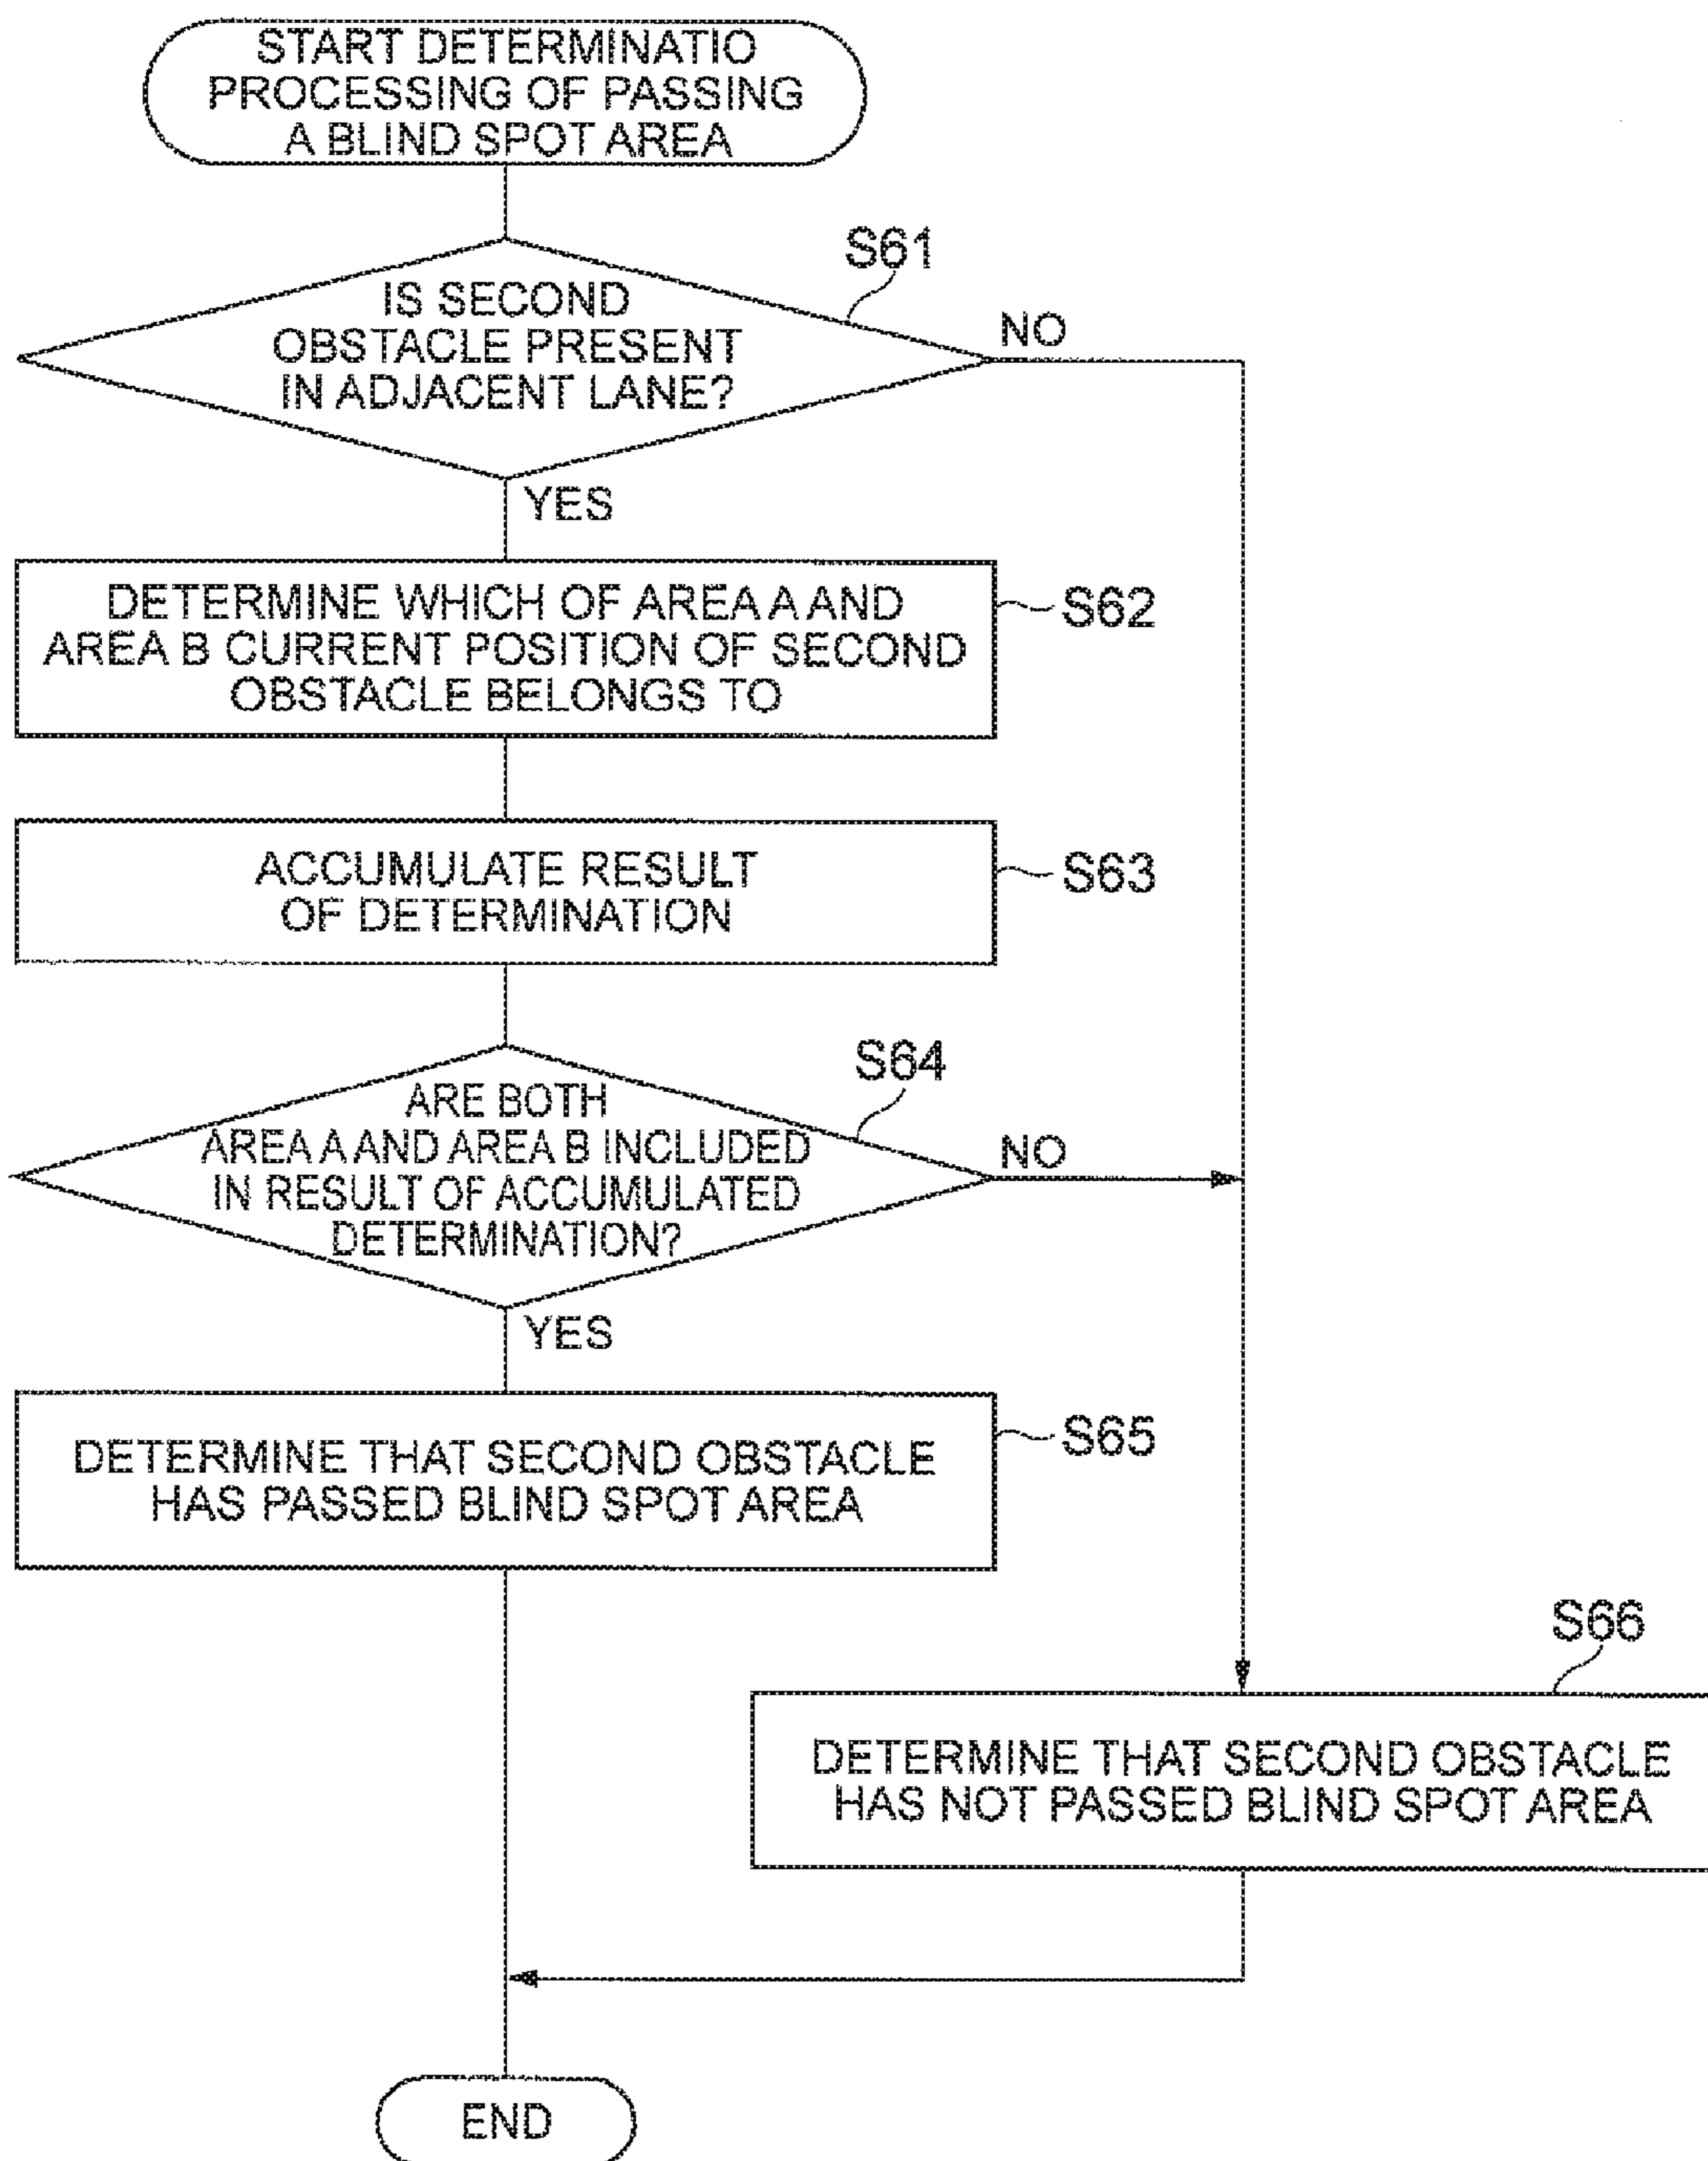 START DETERMINATIO
PROCESSING OF PASSING
A BLIND SPOT AREA
S61
IS SECOND
OBSTACLE PRESENT
IN ADJACENT LANE?
NO
YES
DETERMINE WHICH OF AREA A AND
AREA B CURRENT POSITION OF SECOND
OBSTACLE BELONGS TO
S62
ACCUMULATE RESULT
OF DETERMINATION
S63
S64
ARE BOTH
AREA A AND AREA B INCLUDED
IN RESULT OF ACCUMULATED
DETERMINATION?
NO
YES
DETERMINE THAT SECOND OBSTACLE
HAS PASSED BLIND SPOT AREA
S65
S66
DETERMINE THAT SECOND OBSTACLE
HAS NOT PASSED BLIND SPOT AREA
END